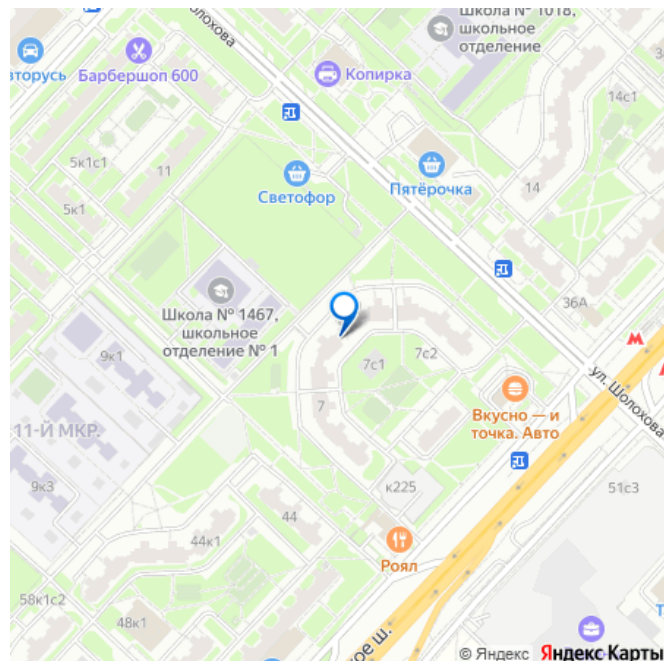 Школа № 1018,
школьное
отделение
Шолохова
Барбершоп 600
Копирка
14с1
5к1с1
11
Светофор
Пятёрочка
14
5к1
Школа № 1467,
школьное
отделение № 1
36А
9к1
7с1
7с2
ул. Шолохова
7
Вкусно — и
точка. Авто
11-Й МКР.
9к3
к225
51с3
44
44к1
Роял
58к1с2
48к1
ое ш.
© Яндекс Яндекс Карты